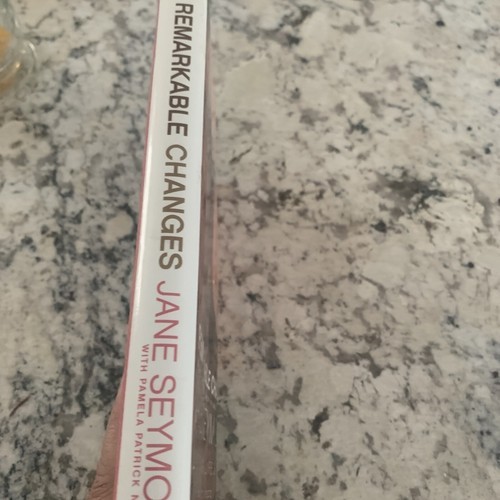 REMARKABLE CHANGES
JANE SEYMO
WITH PAMELA PATRICK N